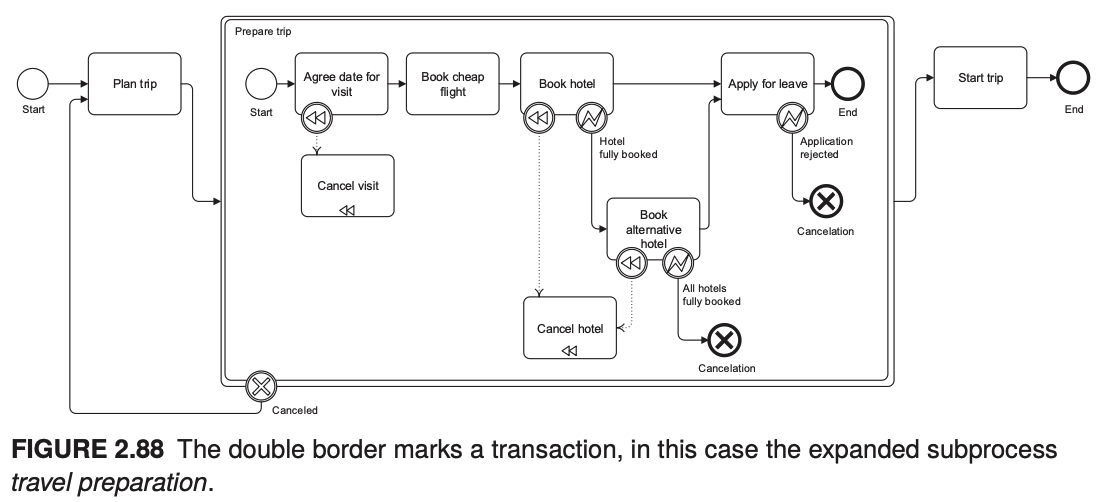 Prepare trip
Start
Plan trip
Start
Agree date for
visit
Book cheap
flight
Book hotel
Apply for leave
End
Start trip
End
Hotel
fully booked
Application
rejected
Cancel visit
Book
alternative
hotel
Cancelation
All hotels
fully booked
Cancel hotel
Cancelation
Canceled
FIGURE 2.88 The double border marks a transaction, in this case the expanded subprocess
travel preparation.